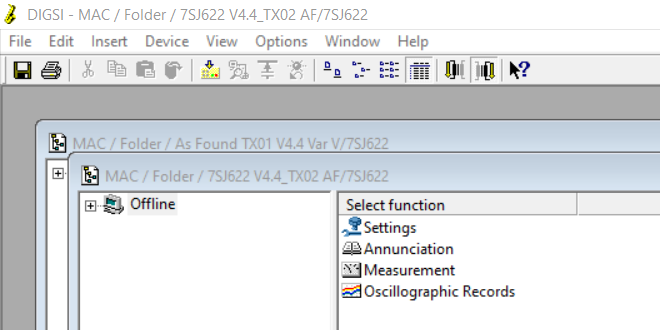 DIGSI - MAC / Folder / 7SJ622 V4.4_TX02 AF/7SJ622
File Edit Insert Device View Options Window Help
MAC / Folder / As Found TX01 V4.4 Var V/7SJ622
MAC / Folder / 7SJ622 V4.4_TX02 AF/7SJ622
Offline
Select function
Settings
Annunciation
Measurement
Oscillographic Records